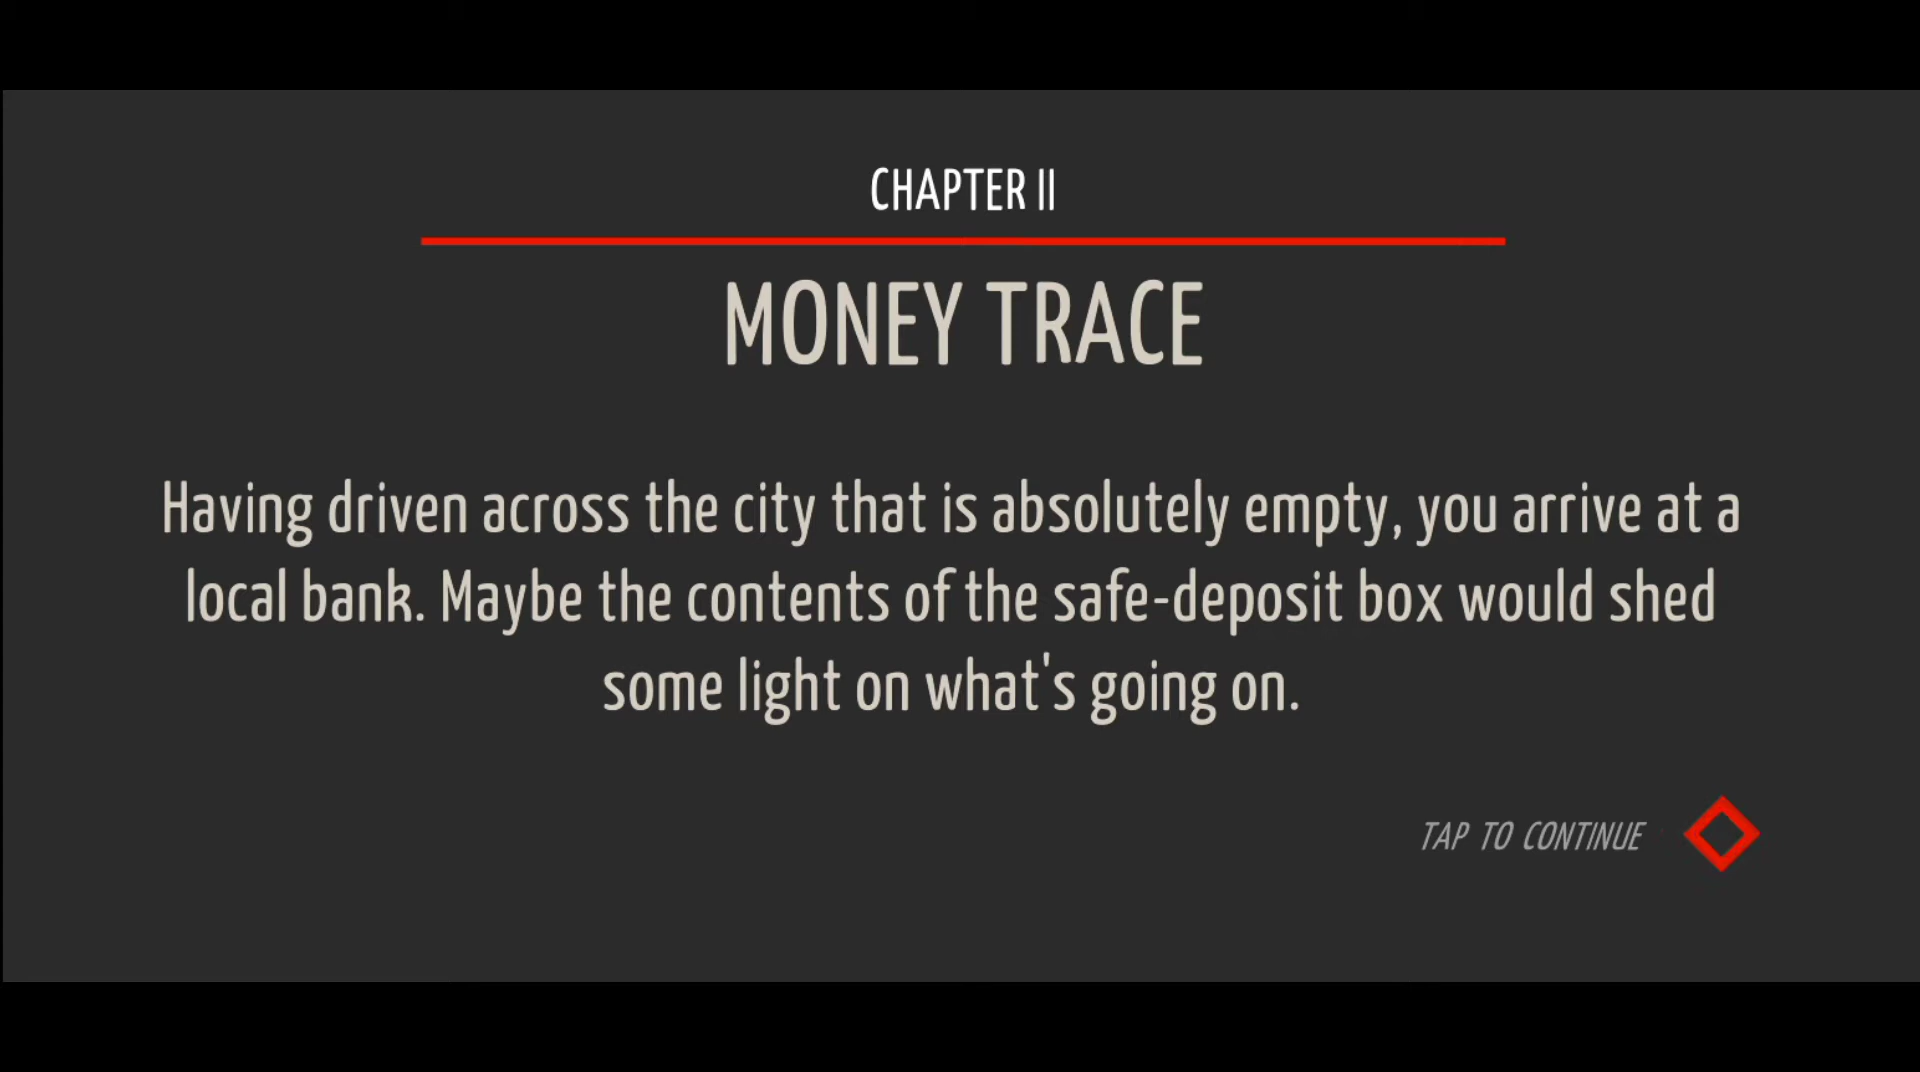 CHAPTER II
MONEY TRACE
Having driven across the city that is absolutely empty, you arrive at a
local bank. Maybe the contents of the safe-deposit box would shed
some light on what's going on.
TAP TO CONTINUE